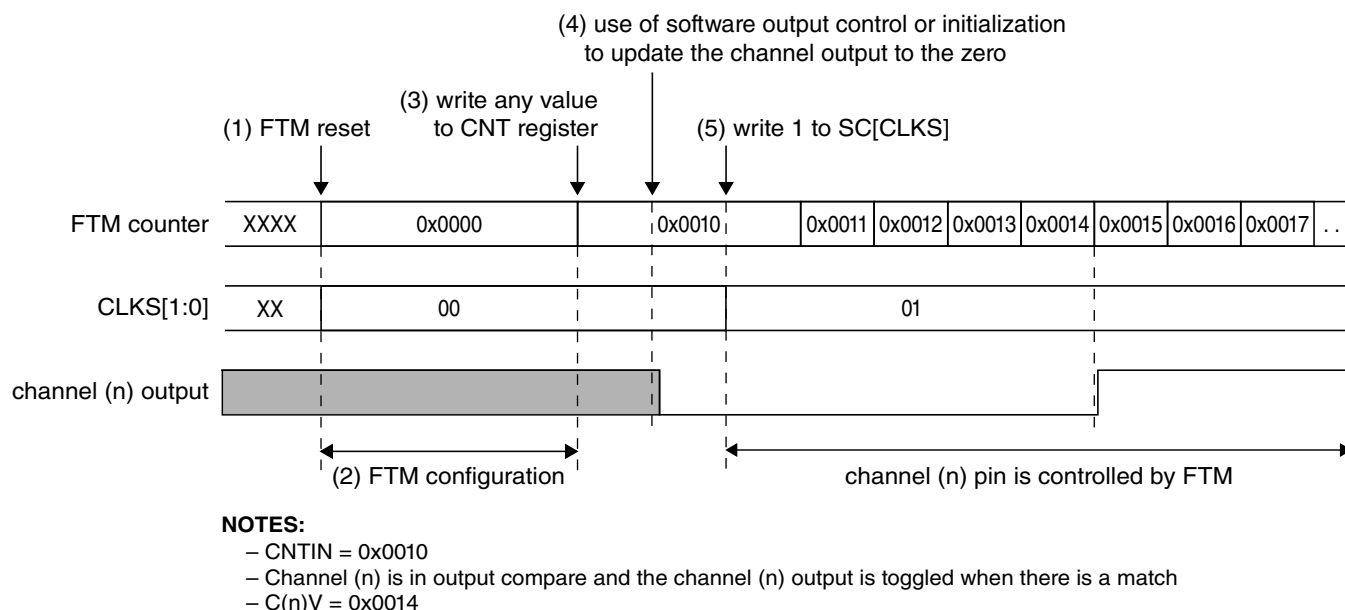 (4) use of software output control or initialization
to update the channel output to the zero
(3) write any value
to CNT register
(1) FTM reset
(5) write 1 to SC[CLKS]
FTM counter XXXX 0x0000 0x0010 0x0011 0x0012 0x0013 0x0014 0x0015 0x0016 0x0017 . .
CLKS[1:0] XX 00 01
channel (n) output
(2) FTM configuration
channel (n) pin is controlled by FTM
NOTES:
– CNTIN = 0x0010
– Channel (n) is in output compare and the channel (n) output is toggled when there is a match
– C(n)V = 0x0014